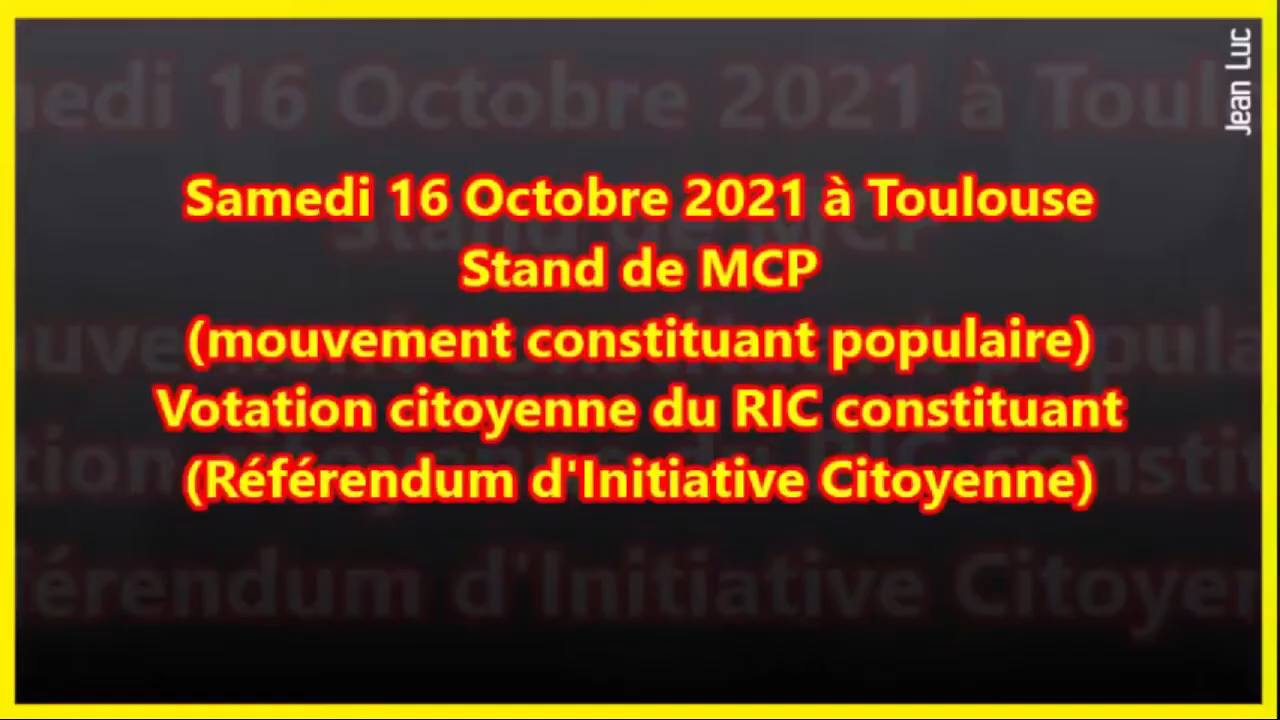 Samedi 16 Octobre 2021 à Toulouse
Stand de MCP
(mouvement constituant populaire)
Votation citoyenne du RIC constituant
(Référendum d'Initiative Citoyenne)
Jean Luc